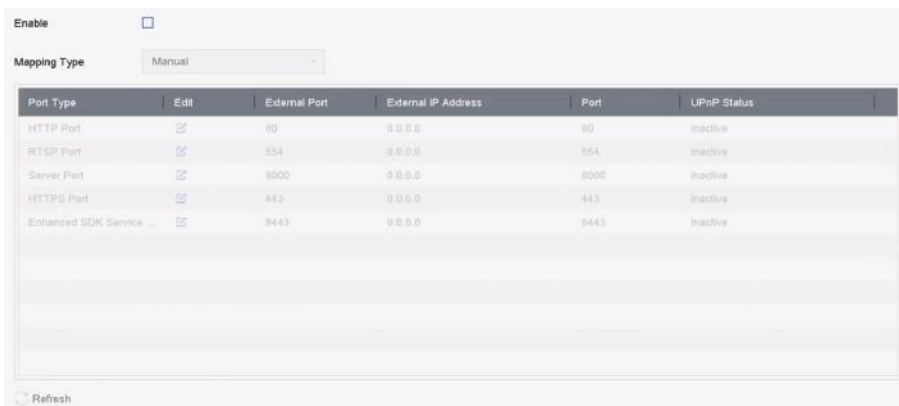 Enable
Mapping Type Manual
Port Type Edit External Port External IP Address Port UPnP Status
HTTP Port 80 0.0.0.0 80 Inactive
RTSP Port 554 0.0.0.0 554 Inactive
Server Port 8000 0.0.0.0 8000 Inactive
HTTPS Port 443 0.0.0.0 443 Inactive
Enhanced SDK Service ... 8443 0.0.0.0 8443 Inactive
Refresh